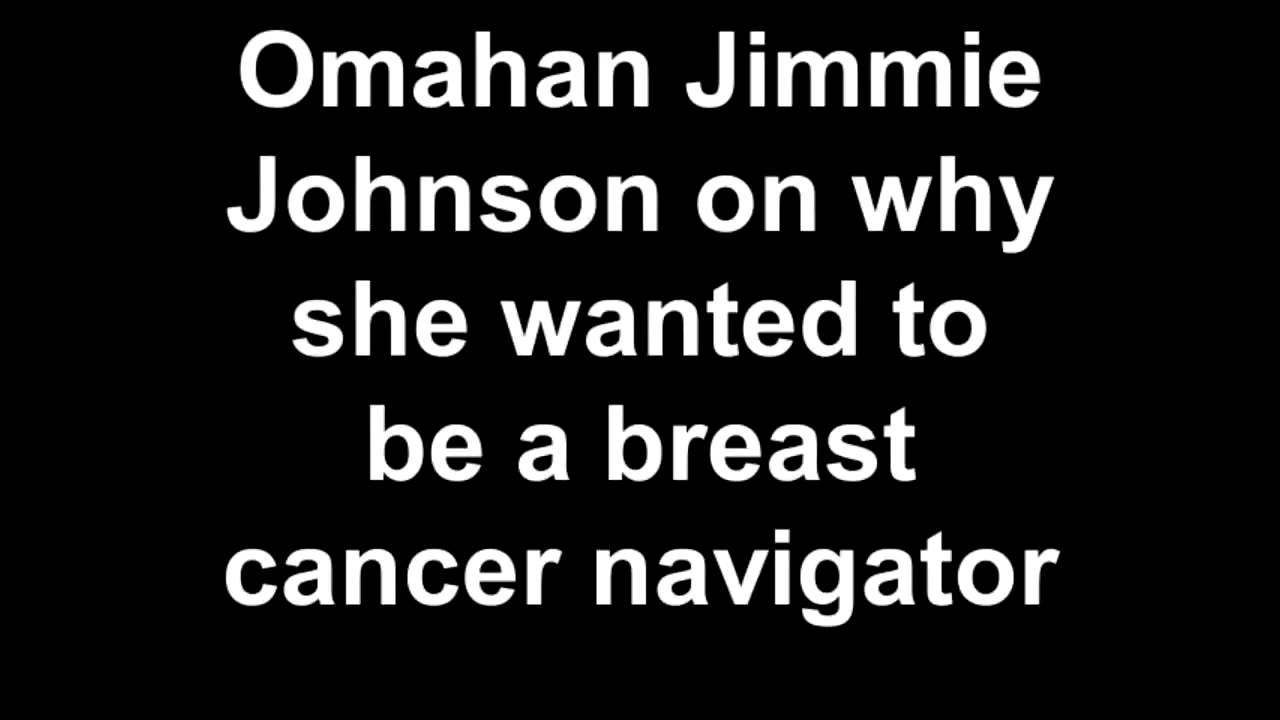 Omahan Jimmie
Johnson on why
she wanted to
be a breast
cancer navigator